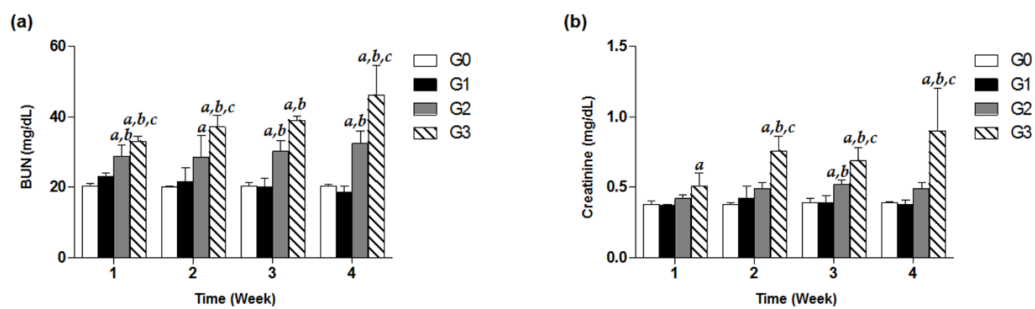 (a)
60
40
20
0
BUN (mg/dL)
a,b
a,b,c
a
a,b,c
a,b
a,b
a,b
a,b,c
1 2 3 4
Time (Week)
G0
G1
G2
G3
(b)
1.5
1.0
0.5
0.0
Creatinine (mg/dL)
a
a,b,c
a,b
a,b,c
a,b,c
1 2 3 4
Time (Week)
G0
G1
G2
G3